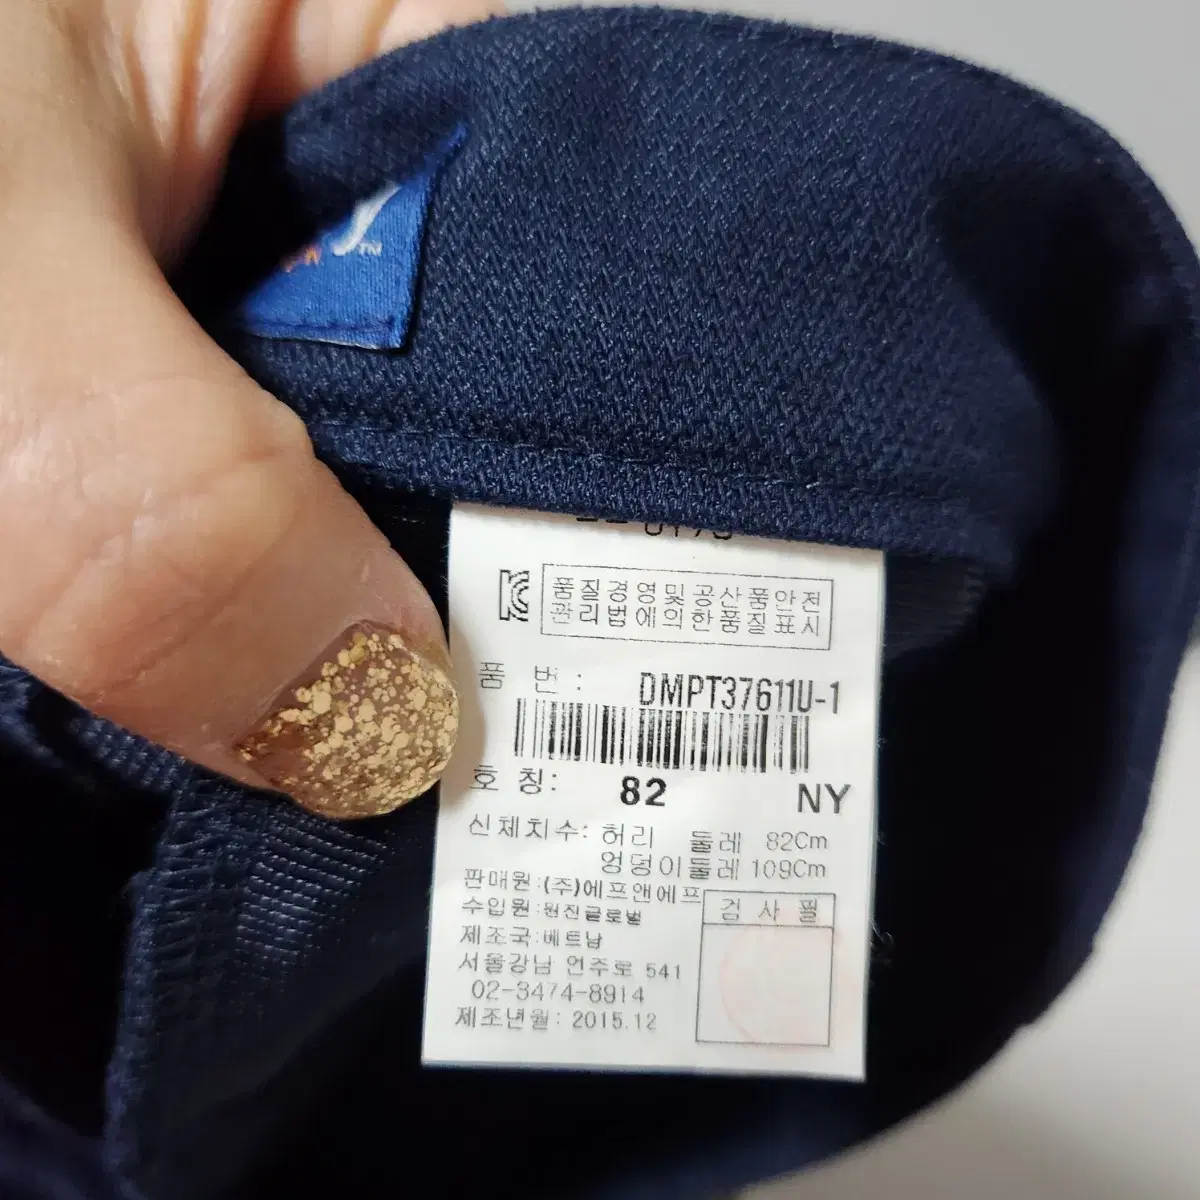 TM
품질경영및공산품안전
관리법에의한품질표시
품 번 : DMPT37611U-1
호 칭: 82 NY
신체치수: 허리 둘레 82Cm
엉덩이둘레 109Cm
판매원:(주)에프앤에프
수입원:원진글로벌
검 사 필
제조국:베트남
서울강남 언주로 541
02-3474-8914
제조년월: 2015.12